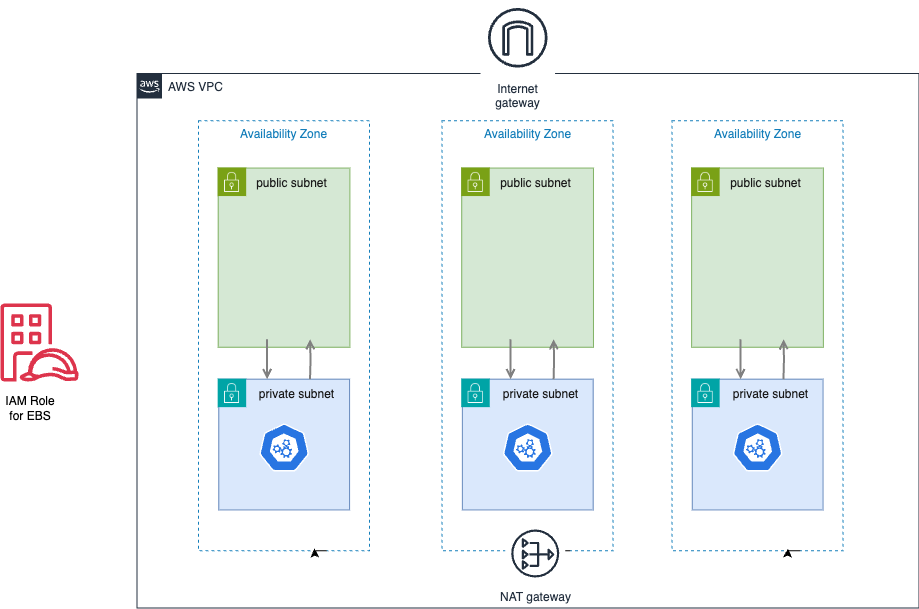 Internet
gateway
aws
AWS VPC
Availability Zone
Availability Zone
Availability Zone
public subnet
public subnet
public subnet
private subnet
private subnet
private subnet
IAM Role
for EBS
NAT gateway